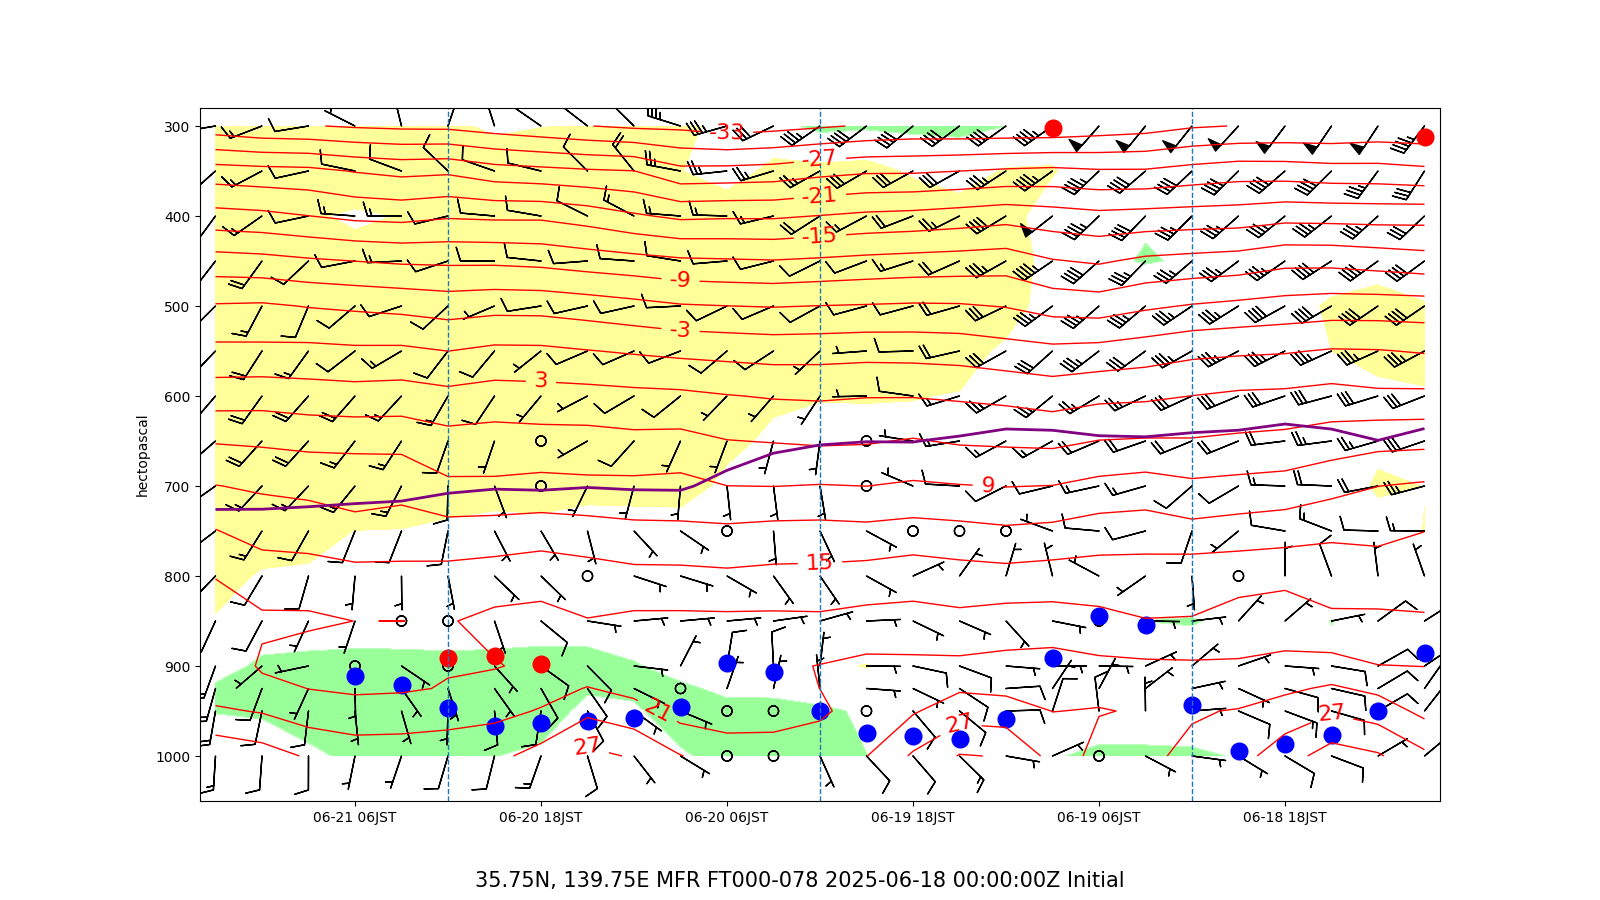 300
400
500
600
700
800
900
1000
hectopascal
-33
-27
-21
-15
-9
-3
3
9
15
21
27
27
27
06-21 06JST
06-20 18JST
06-20 06JST
06-19 18JST
06-19 06JST
06-18 18JST
35.75N, 139.75E MFR FT000-078 2025-06-18 00:00:00Z Initial